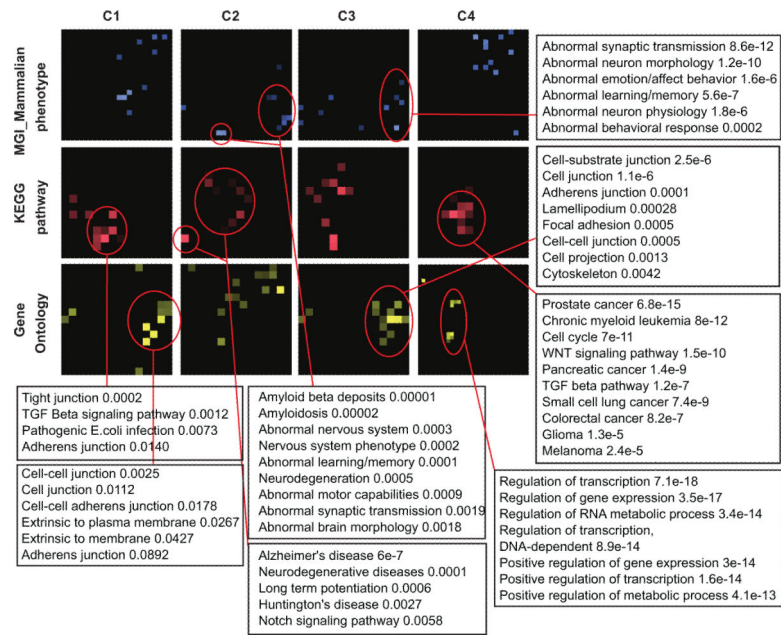 C1 C2 C3 C4
MGI_Mammalian
phenotype
KEGG
pathway
Gene
Ontology
Abnormal synaptic transmission 8.6e-12
Abnormal neuron morphology 1.2e-10
Abnormal emotion/affect behavior 1.6e-6
Abnormal learning/memory 5.6e-7
Abnormal neuron physiology 1.8e-6
Abnormal behavioral response 0.0002
Cell-substrate junction 2.5e-6
Cell junction 1.1e-6
Adherens junction 0.0001
Lamellipodium 0.00028
Focal adhesion 0.0005
Cell-cell junction 0.0005
Cell projection 0.0013
Cytoskeleton 0.0042
Prostate cancer 6.8e-15
Chronic myeloid leukemia 8e-12
Cell cycle 7e-11
WNT signaling pathway 1.5e-10
Pancreatic cancer 1.4e-9
TGF beta pathway 1.2e-7
Small cell lung cancer 7.4e-9
Colorectal cancer 8.2e-7
Glioma 1.3e-5
Melanoma 2.4e-5
Tight junction 0.0002
TGF Beta signaling pathway 0.0012
Pathogenic E.coli infection 0.0073
Adherens junction 0.0140
Cell-cell junction 0.0025
Cell junction 0.0112
Cell-cell adherens junction 0.0178
Extrinsic to plasma membrane 0.0267
Extrinsic to membrane 0.0427
Adherens junction 0.0892
Amyloid beta deposits 0.00001
Amyloidosis 0.00002
Abnormal nervous system 0.0003
Nervous system phenotype 0.0002
Abnormal learning/memory 0.0001
Neurodegeneration 0.0005
Abnormal motor capabilities 0.0009
Abnormal synaptic transmission 0.0019
Abnormal brain morphology 0.0018
Alzheimer's disease 6e-7
Neurodegenerative diseases 0.0001
Long term potentiation 0.0006
Huntington's disease 0.0027
Notch signaling pathway 0.0058
Regulation of transcription 7.1e-18
Regulation of gene expression 3.5e-17
Regulation of RNA metabolic process 3.4e-14
Regulation of transcription,
DNA-dependent 8.9e-14
Positive regulation of gene expression 3e-14
Positive regulation of transcription 1.6e-14
Positive regulation of metabolic process 4.1e-13